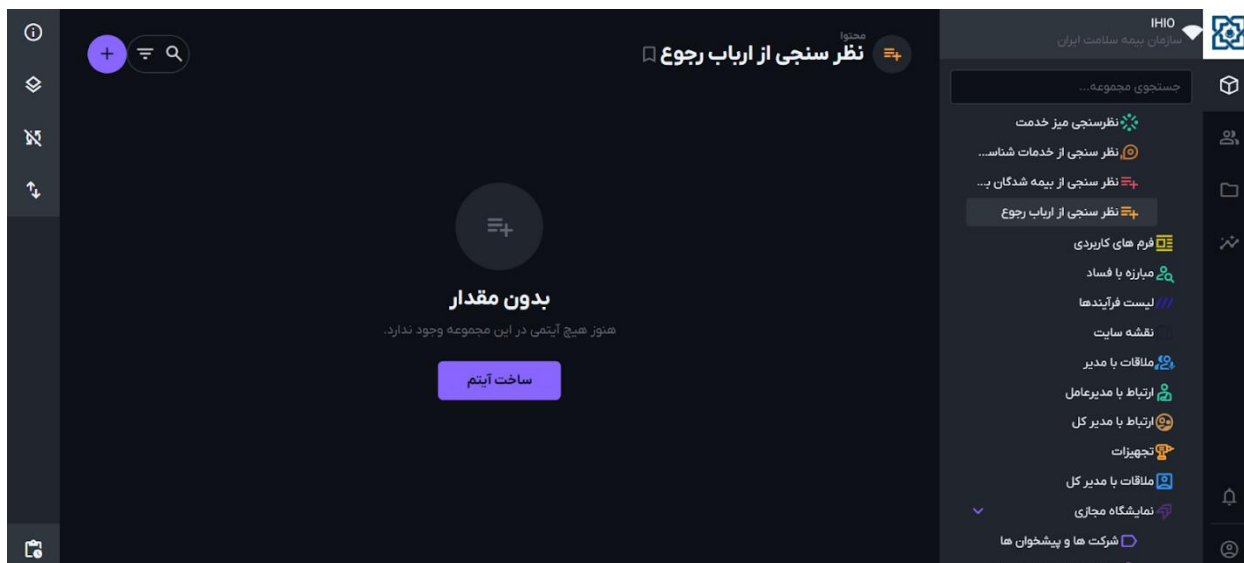 IHIO
سازمان بیمه سلامت ایران
جستجوی مجموعه...
نظرسنجی میز خدمت
نظر سنجی از خدمات شناسـ...
نظر سنجی از بیمه شدگان بـ...
نظر سنجی از ارباب رجوع
فرم های کاربردی
مبارزه با فساد
لیست فرآیندها
نقشه سایت
ملاقات با مدیر
ارتباط با مدیرعامل
ارتباط با مدیر کل
تجهیزات
ملاقات با مدیر کل
نمایشگاه مجازی
شرکت ها و پیشخوان ها
محتوا
نظر سنجی از ارباب رجوع
بدون مقدار
هنوز هیچ آیتمی در این مجموعه وجود ندارد.
ساخت آیتم